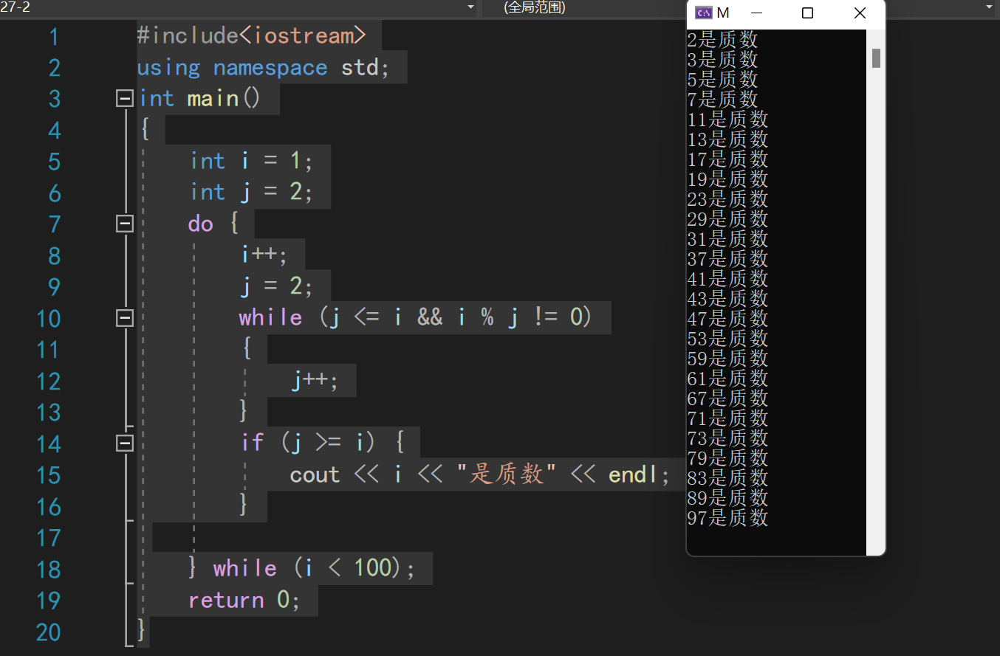 27-2 (全局范围)
1 #include<iostream>
2 using namespace std;
3 int main()
4 {
5 int i = 1;
6 int j = 2;
7 do {
8 i++;
9 j = 2;
10 while (j <= i && i % j != 0)
11 {
12 j++;
13 }
14 if (j >= i) {
15 cout << i << "是质数" << endl;
16 }
17
18 } while (i < 100);
19 return 0;
20 }
C:\ M
2是质数
3是质数
5是质数
7是质数
11是质数
13是质数
17是质数
19是质数
23是质数
29是质数
31是质数
37是质数
41是质数
43是质数
47是质数
53是质数
59是质数
61是质数
67是质数
71是质数
73是质数
79是质数
83是质数
89是质数
97是质数